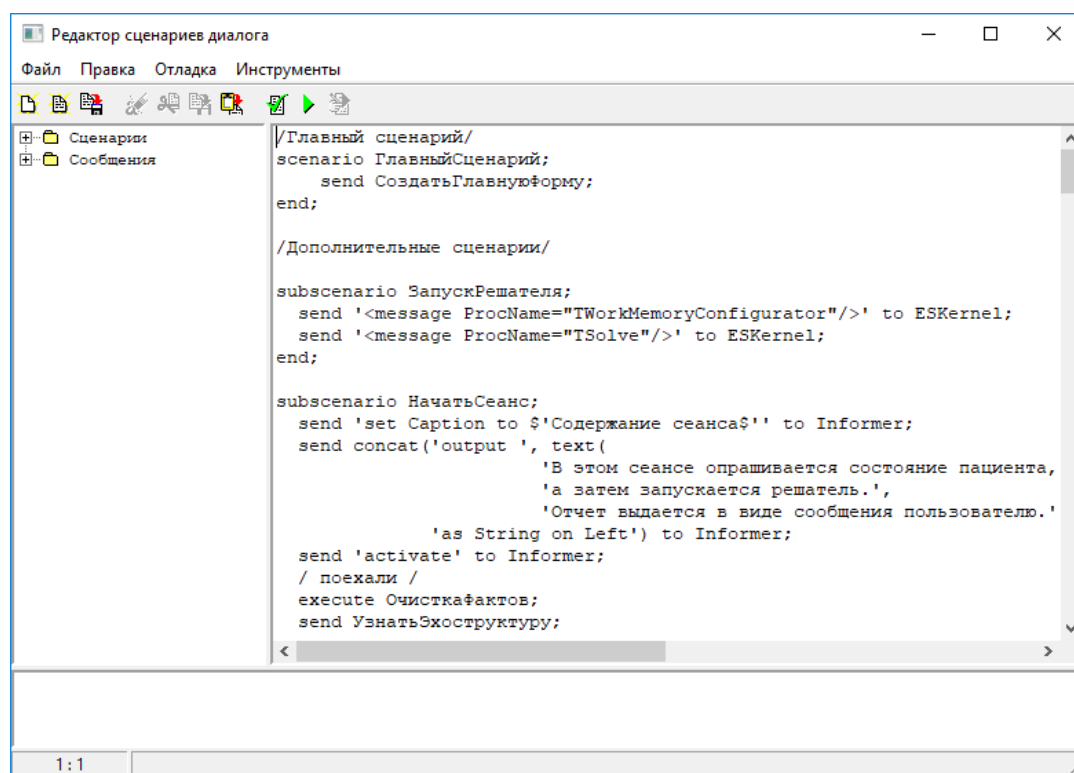 Редактор сценариев диалога
Файл Правка Отладка Инструменты
Сценарии
Сообщения
/Главный сценарий/
scenario ГлавныйСценарий;
send СоздатьГлавнуюФорму;
end;
/Дополнительные сценарии/
subscenario ЗапускРешателя;
send '<message ProcName="TWorkMemoryConfigurator"/>' to ESKernel;
send '<message ProcName="TSolve"/>' to ESKernel;
end;
subscenario НачатьСеанс;
send 'set Caption to $'Содержание сеанса$'' to Informer;
send concat('output ', text(
'В этом сеансе опрашивается состояние пациента,
'а затем запускается решатель.',
'Отчет выдается в виде сообщения пользователю.'
'as String on Left') to Informer;
send 'activate' to Informer;
/ поехали /
execute ОчисткаФактов;
send УзнатьЭхоструктуру;
1:1